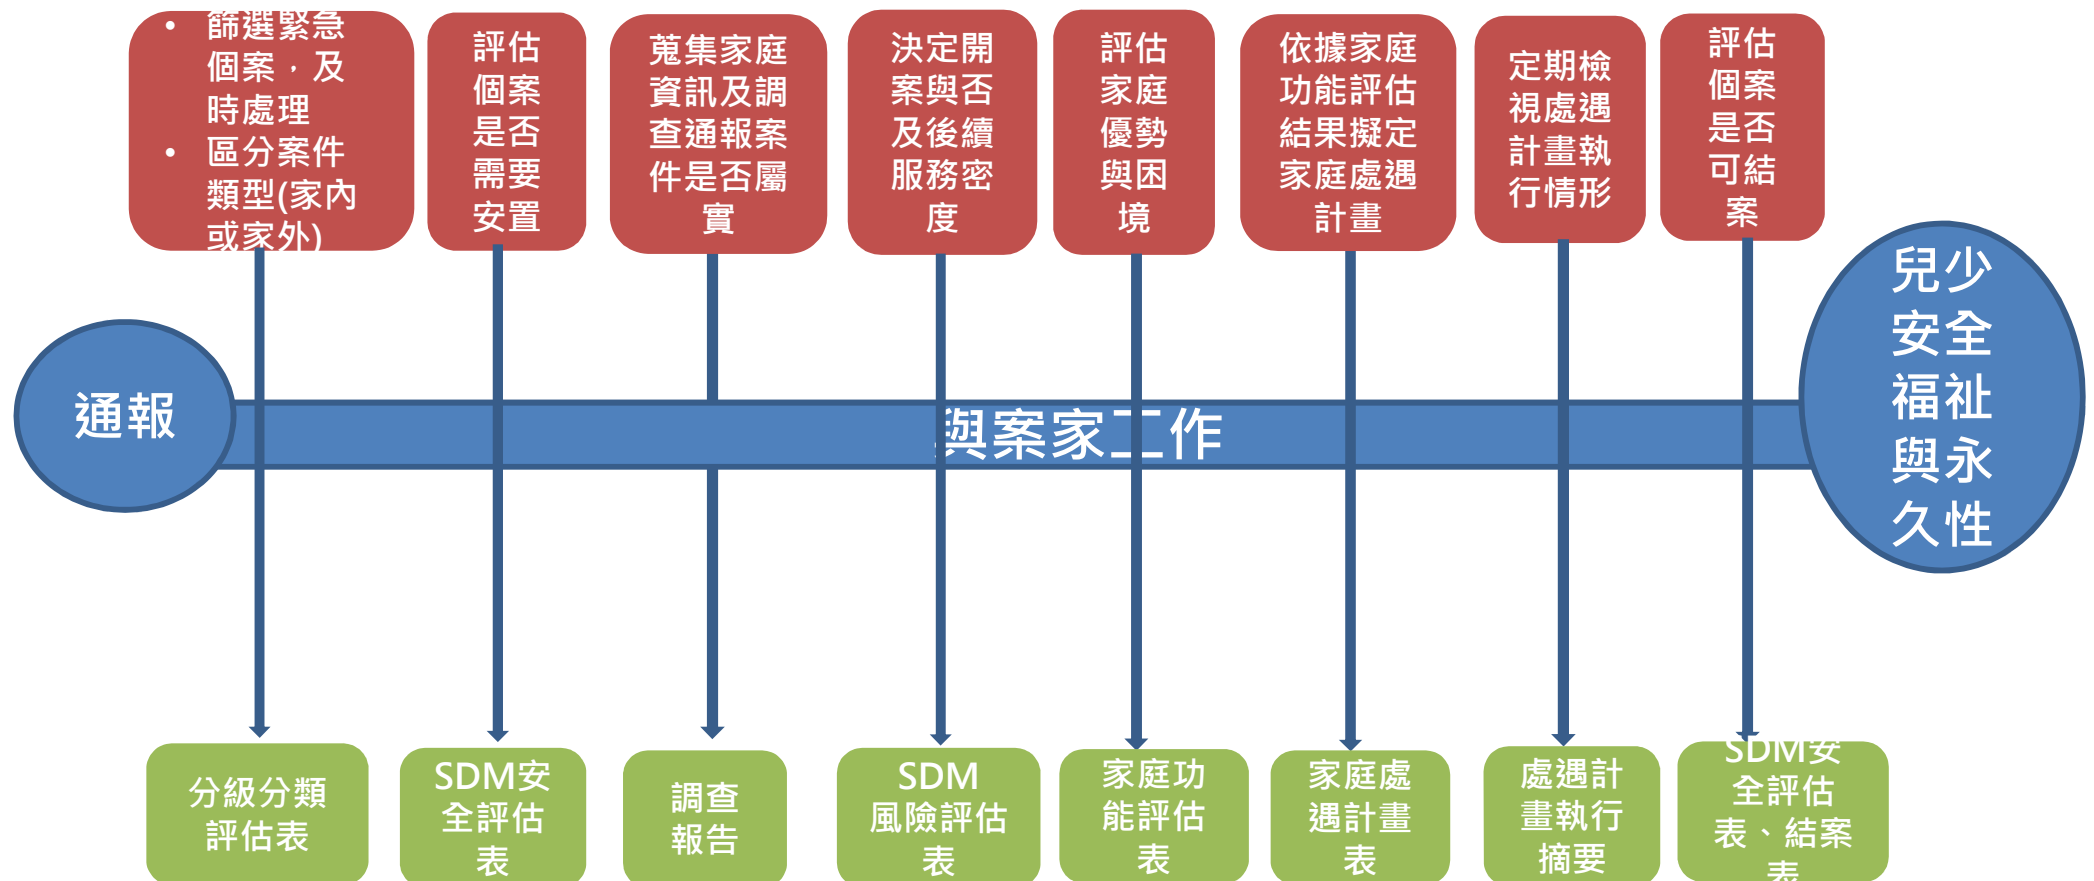 • 篩選緊急
個案，及
時處理
• 區分案件
類型(家內
或家外)
評估
個案
是否
需要
安置
蒐集家庭
資訊及調
查通報案
件是否屬
實
決定開
案與否
及後續
服務密
度
評估
家庭
優勢
與困
境
依據家庭
功能評估
結果擬定
家庭處遇
計畫
定期檢
視處遇
計畫執
行情形
評估
個案
是否
可結
案
通報
與案家工作
兒少
安全
福祉
與永
久性
分級分類
評估表
SDM安
全評估
表
調查
報告
SDM
風險評估
表
家庭功
能評估
表
家庭處
遇計畫
表
處遇計
畫執行
摘要
SDM安
全評估
表、結案
表